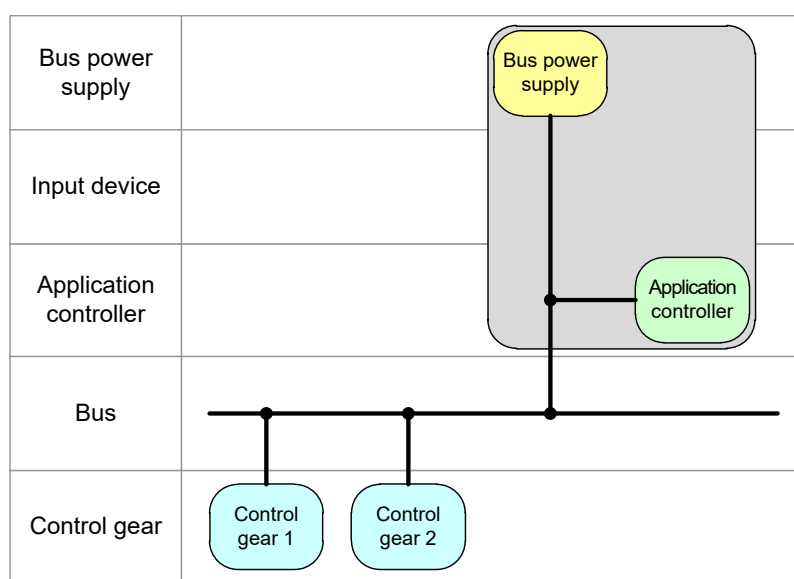 Bus power
supply
Bus power
supply
Input device
Application
controller
Application
controller
Bus
Control gear
Control
gear 1
Control
gear 2